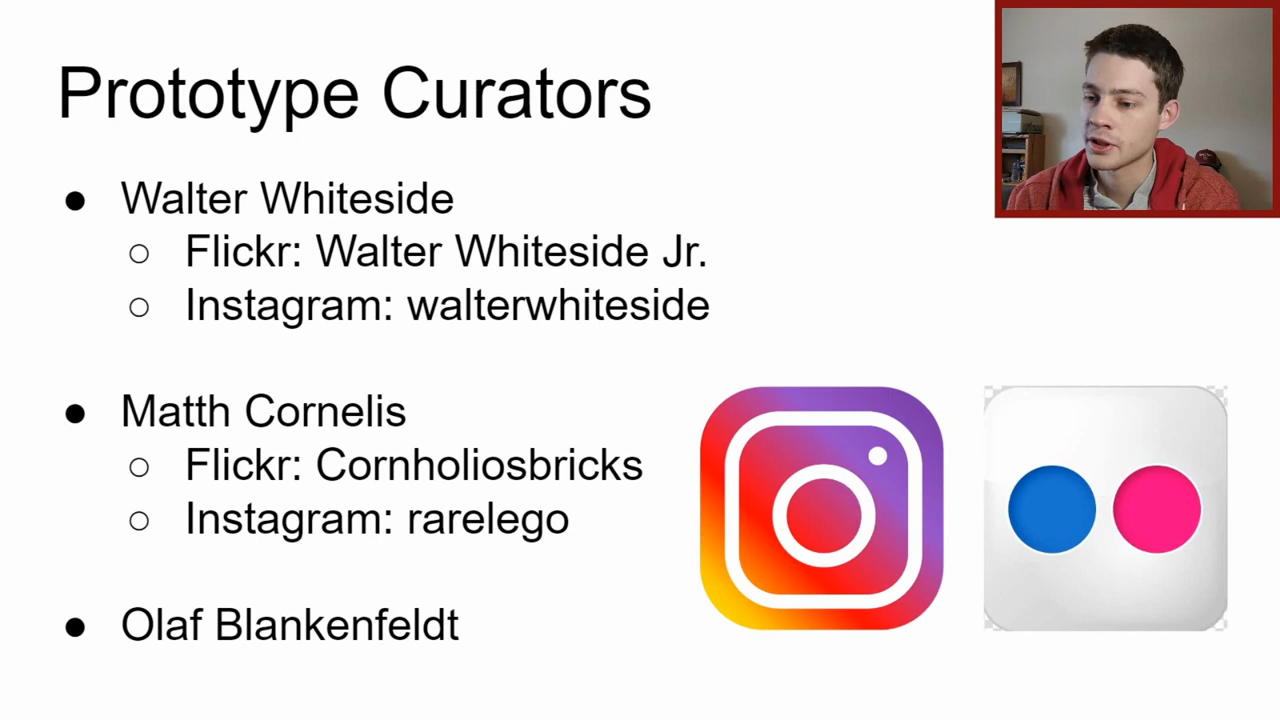 Prototype Curators
● Walter Whiteside
○ Flickr: Walter Whiteside Jr.
○ Instagram: walterwhiteside
● Matth Cornelis
○ Flickr: Cornholiosbricks
○ Instagram: rarelego
● Olaf Blankenfeldt